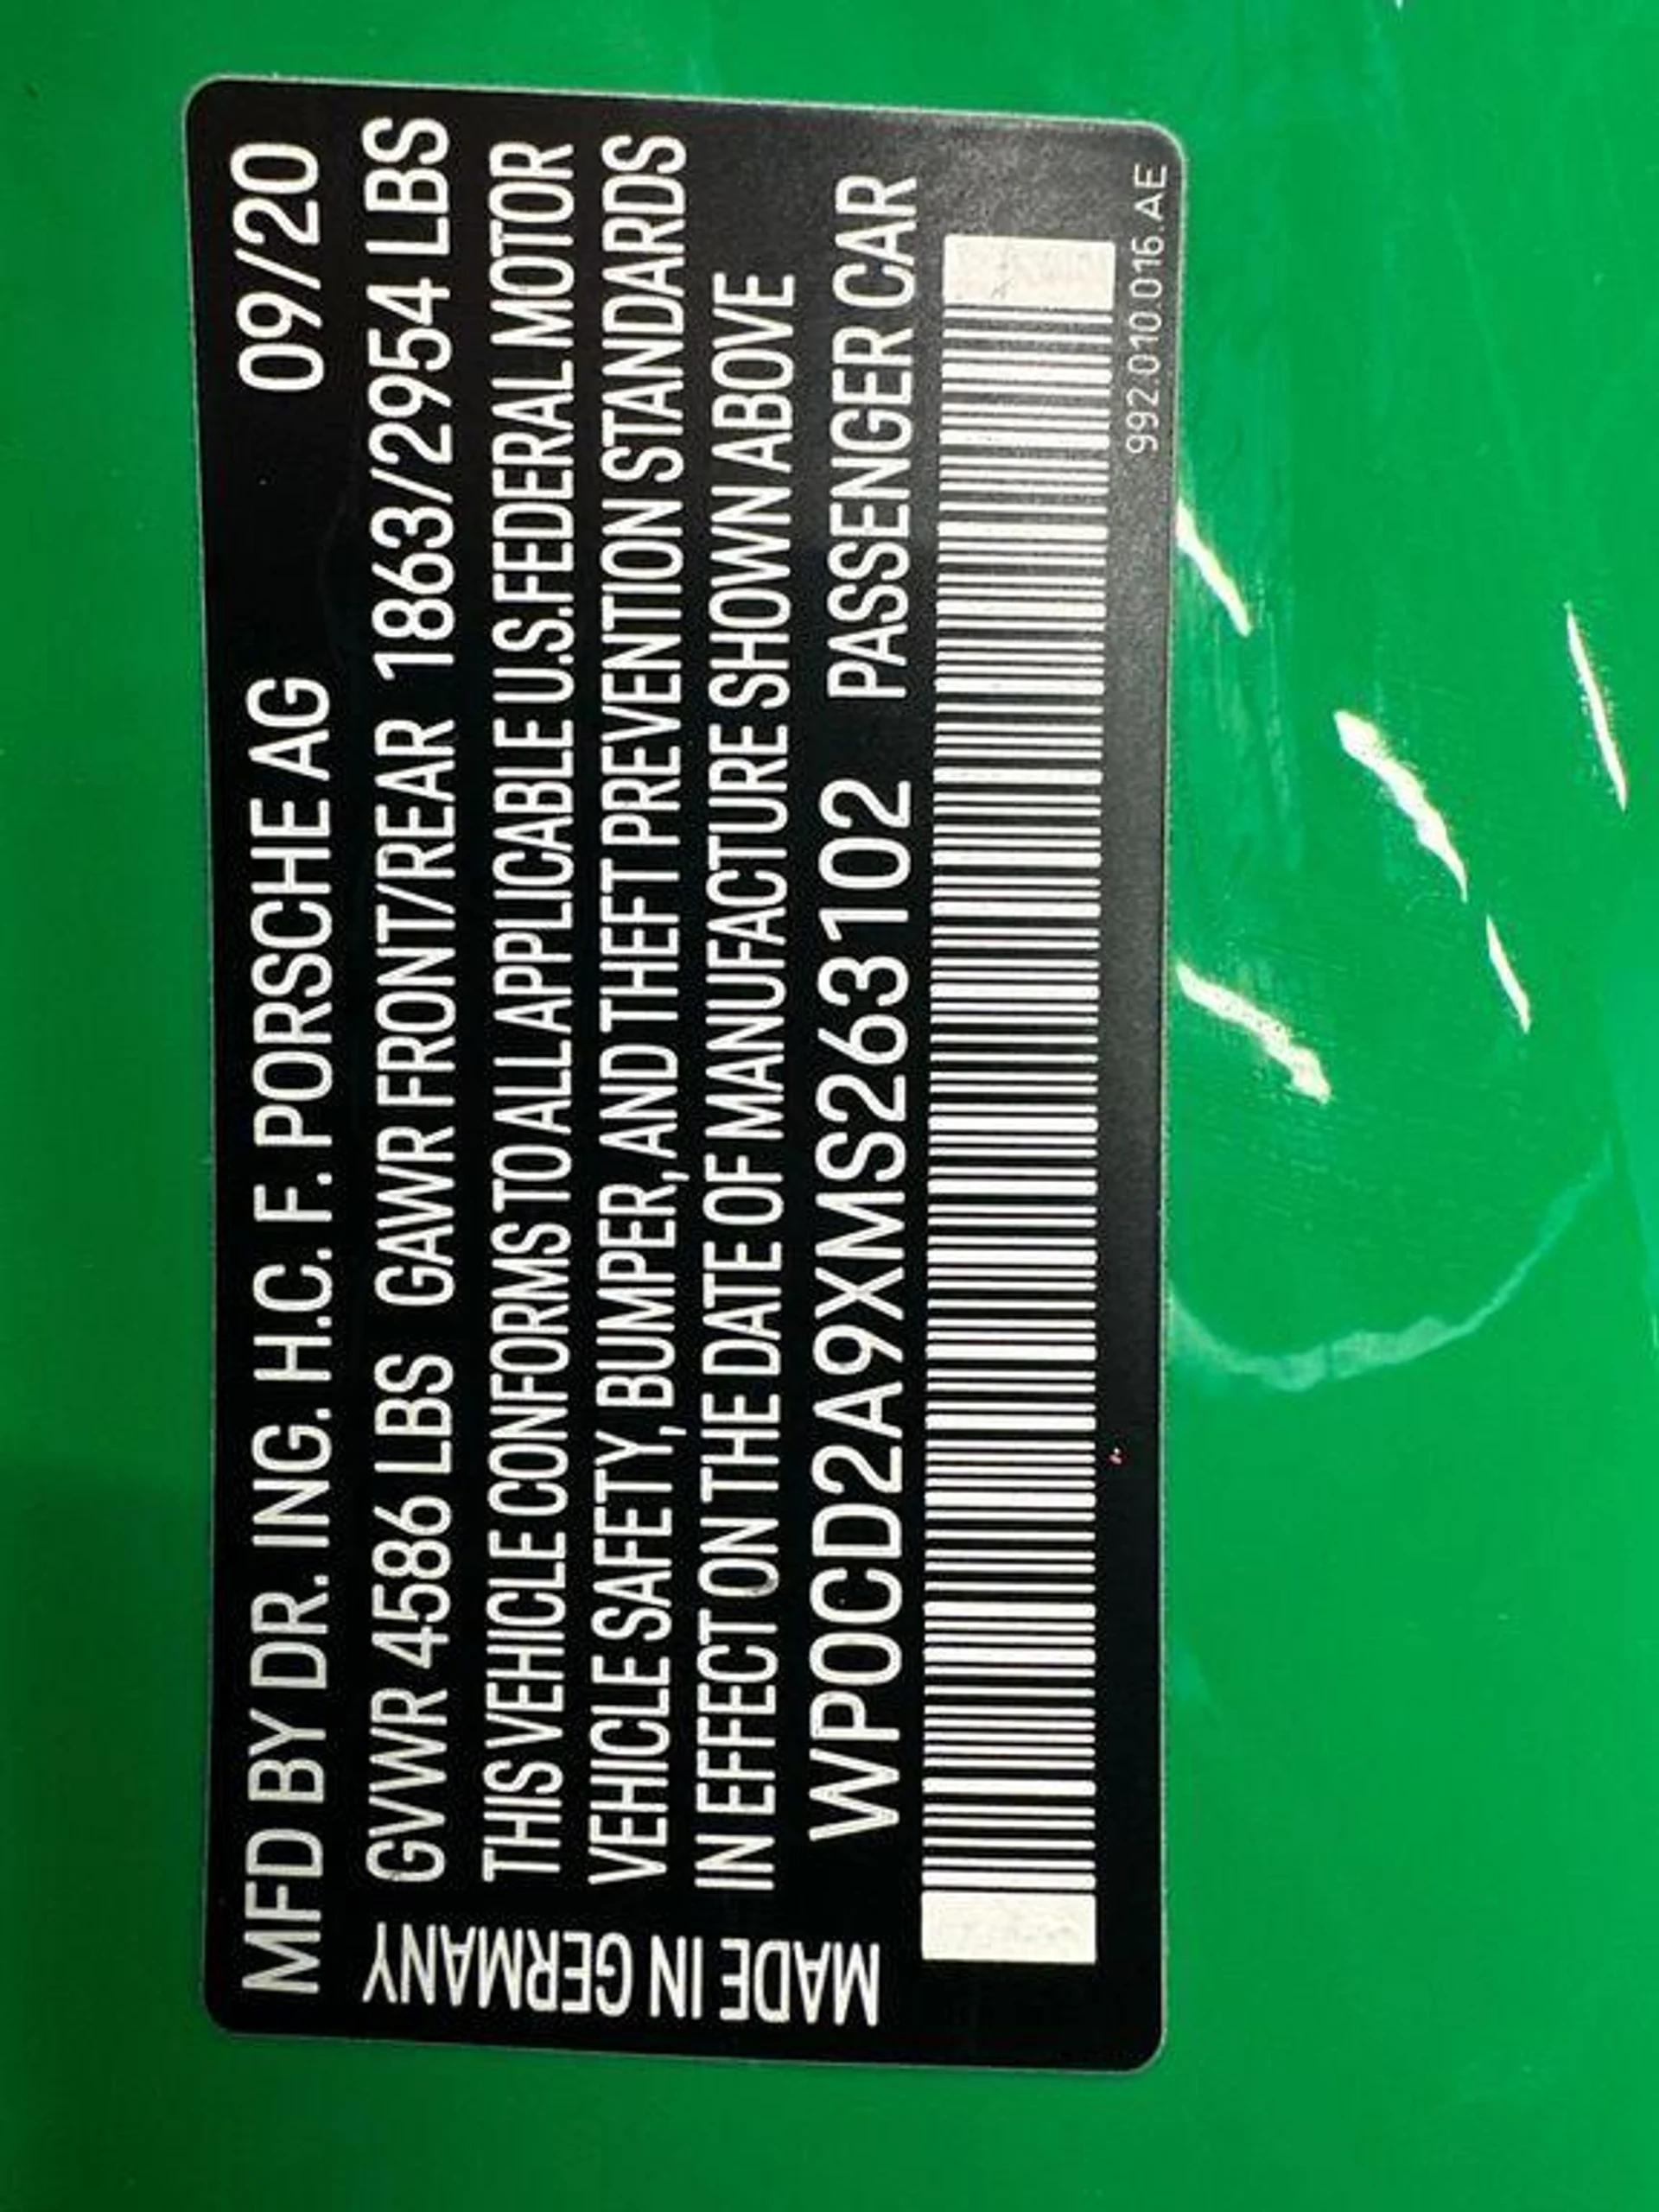 MFD BY DR. ING. H.C. F. PORSCHE AG 09/20
GVWR 4586 LBS GAWR FRONT/REAR 1863/2954 LBS
THIS VEHICLE CONFORMS TO ALL APPLICABLE U.S.FEDERAL MOTOR
VEHICLE SAFETY, BUMPER, AND THEFT PREVENTION STANDARDS
IN EFFECT ON THE DATE OF MANUFACTURE SHOWN ABOVE
WP0CD2A9XMS263102 PASSENGER CAR
MADE IN GERMANY
992.010.016.AE